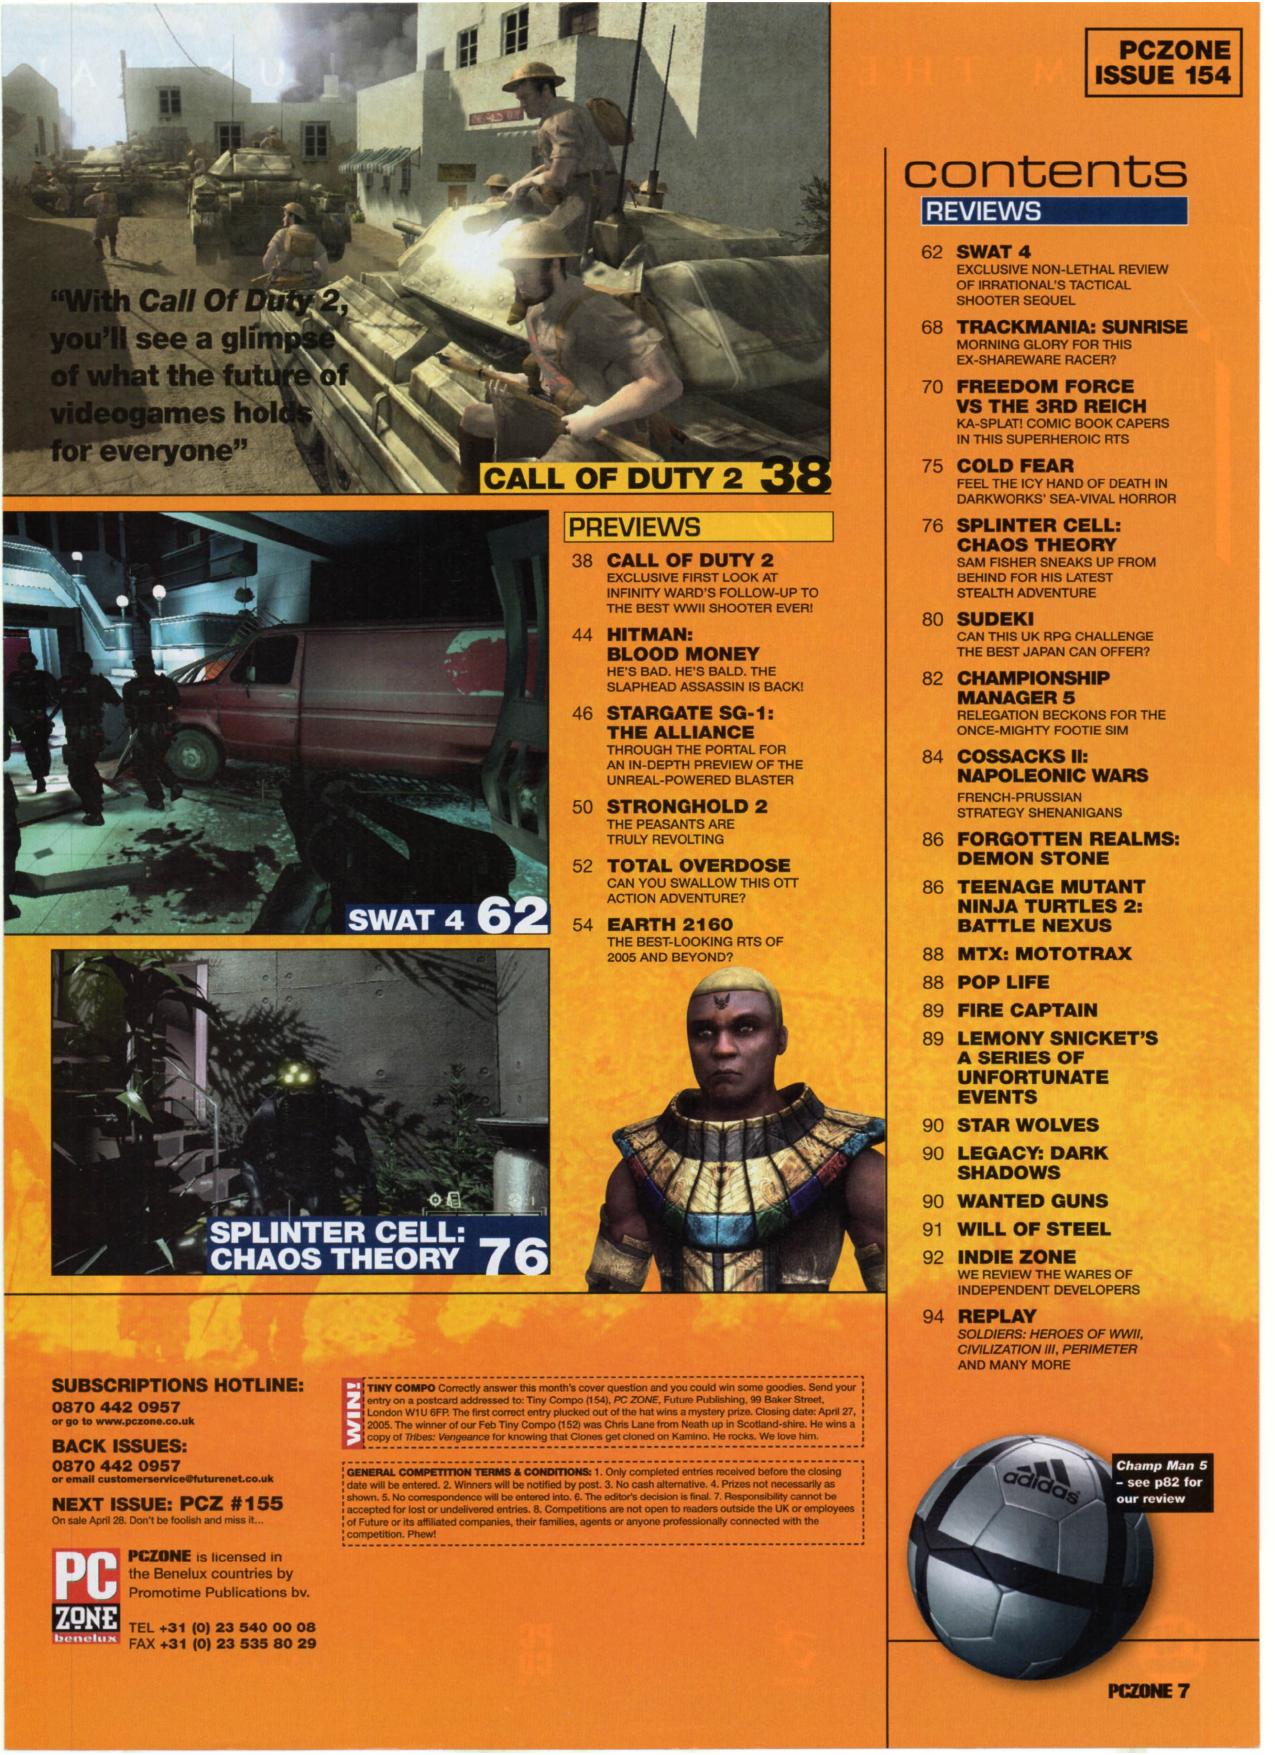 PCZONE
ISSUE 154
contents
REVIEWS
62 SWAT 4
EXCLUSIVE NON-LETHAL REVIEW
OF IRRATIONAL'S TACTICAL
SHOOTER SEQUEL
68 TRACKMANIA: SUNRISE
MORNING GLORY FOR THIS
EX-SHAREWARE RACER?
70 FREEDOM FORCE
VS THE 3RD REICH
KA-SPLAT! COMIC BOOK CAPERS
IN THIS SUPERHEROIC RTS
75 COLD FEAR
FEEL THE ICY HAND OF DEATH IN
DARKWORKS' SEA-VIVAL HORROR
76 SPLINTER CELL:
CHAOS THEORY
SAM FISHER SNEAKS UP FROM
BEHIND FOR HIS LATEST
STEALTH ADVENTURE
80 SUDEKI
CAN THIS UK RPG CHALLENGE
THE BEST JAPAN CAN OFFER?
82 CHAMPIONSHIP
MANAGER 5
RELEGATION BECKONS FOR THE
ONCE-MIGHTY FOOTIE SIM
84 COSSACKS II:
NAPOLEONIC WARS
FRENCH-PRUSSIAN
STRATEGY SHENANIGANS
86 FORGOTTEN REALMS:
DEMON STONE
86 TEENAGE MUTANT
NINJA TURTLES 2:
BATTLE NEXUS
88 MTX: MOTOTRAX
88 POP LIFE
89 FIRE CAPTAIN
89 LEMONY SNICKET'S
A SERIES OF
UNFORTUNATE
EVENTS
90 STAR WOLVES
90 LEGACY: DARK
SHADOWS
90 WANTED GUNS
91 WILL OF STEEL
92 INDIE ZONE
WE REVIEW THE WARES OF
INDEPENDENT DEVELOPERS
94 REPLAY
SOLDIERS: HEROES OF WWII,
CIVILIZATION III, PERIMETER
AND MANY MORE
"With Call Of Duty 2,
you'll see a glimpse
of what the future of
videogames holds
for everyone"
CALL OF DUTY 2 38
SWAT 4 62
SPLINTER CELL:
CHAOS THEORY 76
PREVIEWS
38 CALL OF DUTY 2
EXCLUSIVE FIRST LOOK AT
INFINITY WARD'S FOLLOW-UP TO
THE BEST WWII SHOOTER EVER!
44 HITMAN:
BLOOD MONEY
HE'S BAD. HE'S BALD. THE
SLAPHEAD ASSASSIN IS BACK!
46 STARGATE SG-1:
THE ALLIANCE
THROUGH THE PORTAL FOR
AN IN-DEPTH PREVIEW OF THE
UNREAL-POWERED BLASTER
50 STRONGHOLD 2
THE PEASANTS ARE
TRULY REVOLTING
52 TOTAL OVERDOSE
CAN YOU SWALLOW THIS OTT
ACTION ADVENTURE?
54 EARTH 2160
THE BEST-LOOKING RTS OF
2005 AND BEYOND?
SUBSCRIPTIONS HOTLINE:
0870 442 0957
or go to www.pczone.co.uk
BACK ISSUES:
0870 442 0957
or email customerservice@futurenet.co.uk
NEXT ISSUE: PCZ #155
On sale April 28. Don't be foolish and miss it...
PC
ZONE
benelux
PCZONE is licensed in
the Benelux countries by
Promotime Publications bv.
TEL +31 (0) 23 540 00 08
FAX +31 (0) 23 535 80 29
WIN!
TINY COMPO Correctly answer this month's cover question and you could win some goodies. Send your
entry on a postcard addressed to: Tiny Compo (154), PC ZONE, Future Publishing, 99 Baker Street,
London W1U 6FP. The first correct entry plucked out of the hat wins a mystery prize. Closing date: April 27,
2005. The winner of our Feb Tiny Compo (152) was Chris Lane from Neath up in Scotland-shire. He wins a
copy of Tribes: Vengeance for knowing that Clones get cloned on Kamino. He rocks. We love him.
GENERAL COMPETITION TERMS & CONDITIONS: 1. Only completed entries received before the closing
date will be entered. 2. Winners will be notified by post. 3. No cash alternative. 4. Prizes not necessarily as
shown. 5. No correspondence will be entered into. 6. The editor's decision is final. 7. Responsibility cannot be
accepted for lost or undelivered entries. 8. Competitions are not open to readers outside the UK or employees
of Future or its affiliated companies, their families, agents or anyone professionally connected with the
competition. Phew!
adidas
Champ Man 5
– see p82 for
our review
PCZONE 7